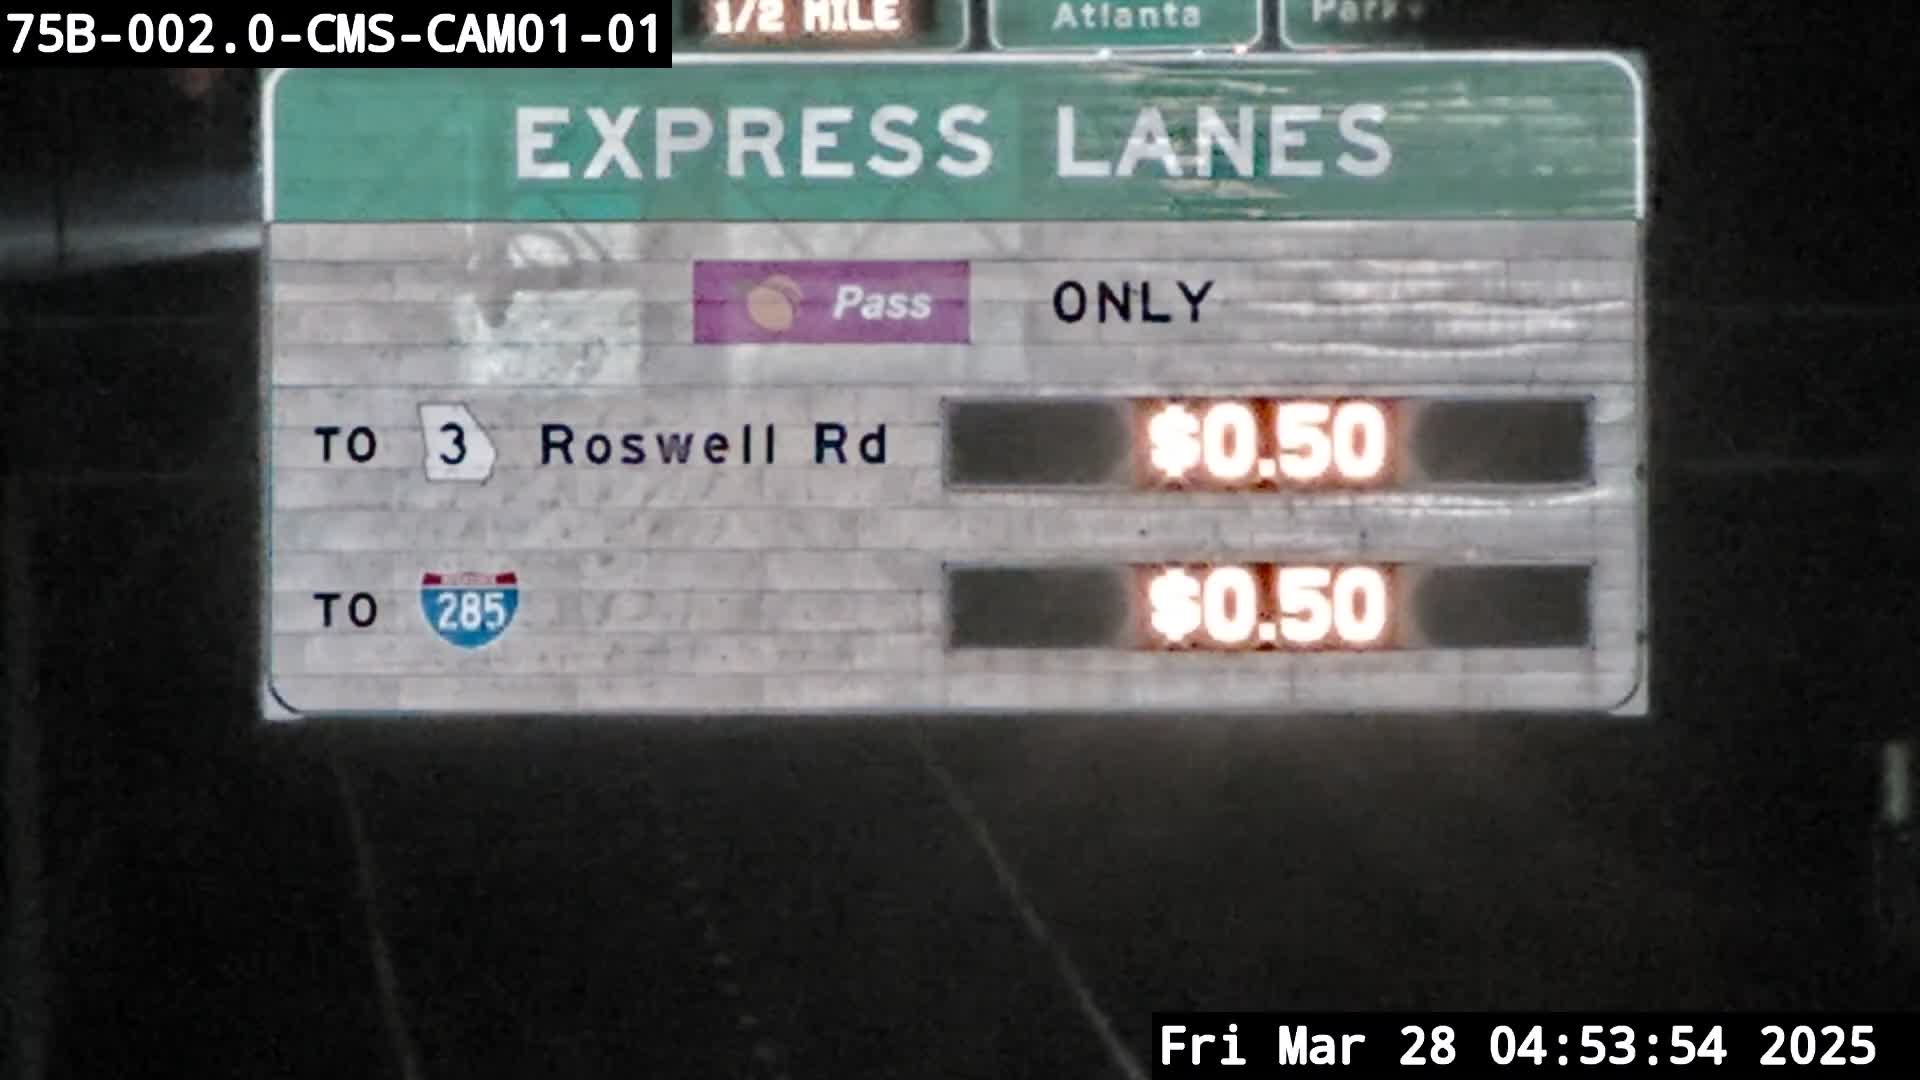 75B-002.0-CMS-CAM01-01
1/2 MILE
Atlanta
EXPRESS LANES
Pass ONLY
TO 3 Roswell Rd $0.50
TO 285 $0.50
Fri Mar 28 04:53:54 2025